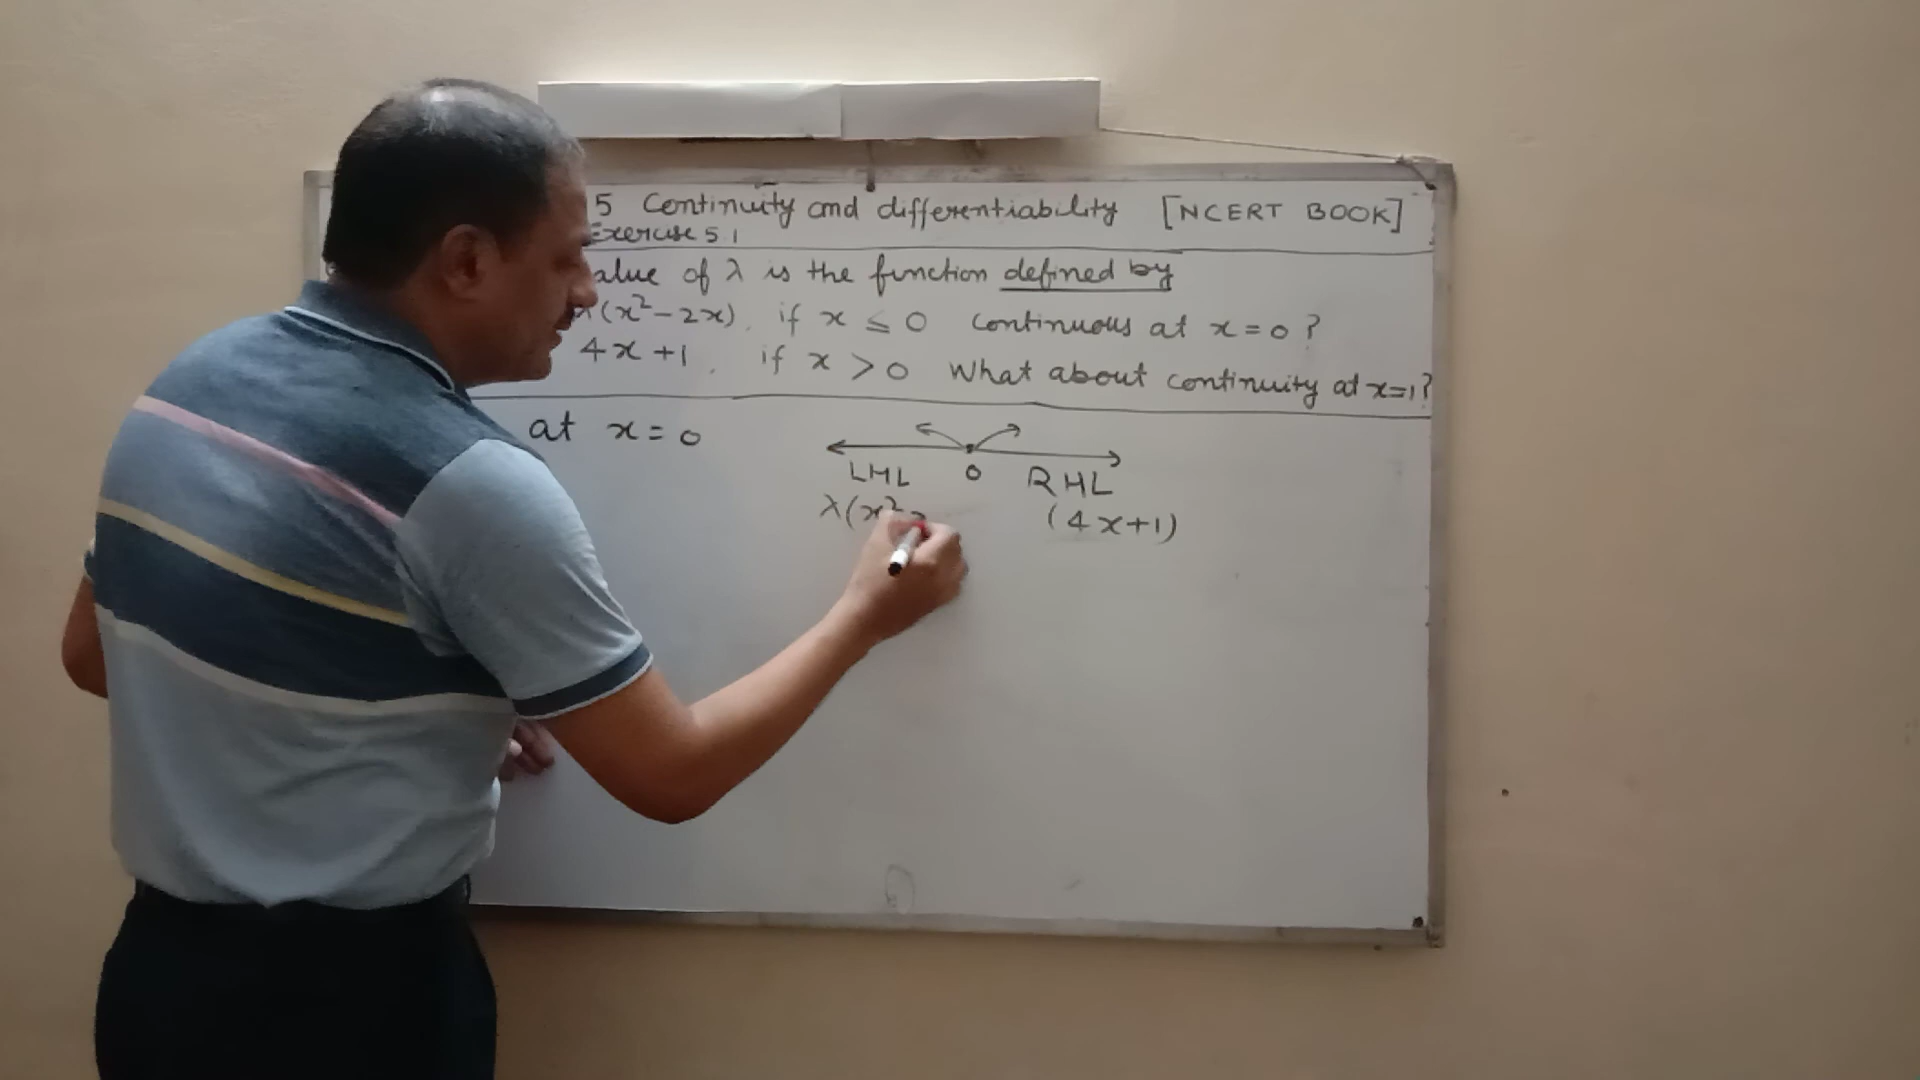 5 Continuity and differentiability [NCERT BOOK]
Exercise 5.1
alue of λ is the function defined by
λ(x²-2x), if x ≤ 0 continuous at x=0?
4x+1, if x > 0 What about continuity at x=1?
at x=0
LHL 0 RHL
λ(x² (4x+1)